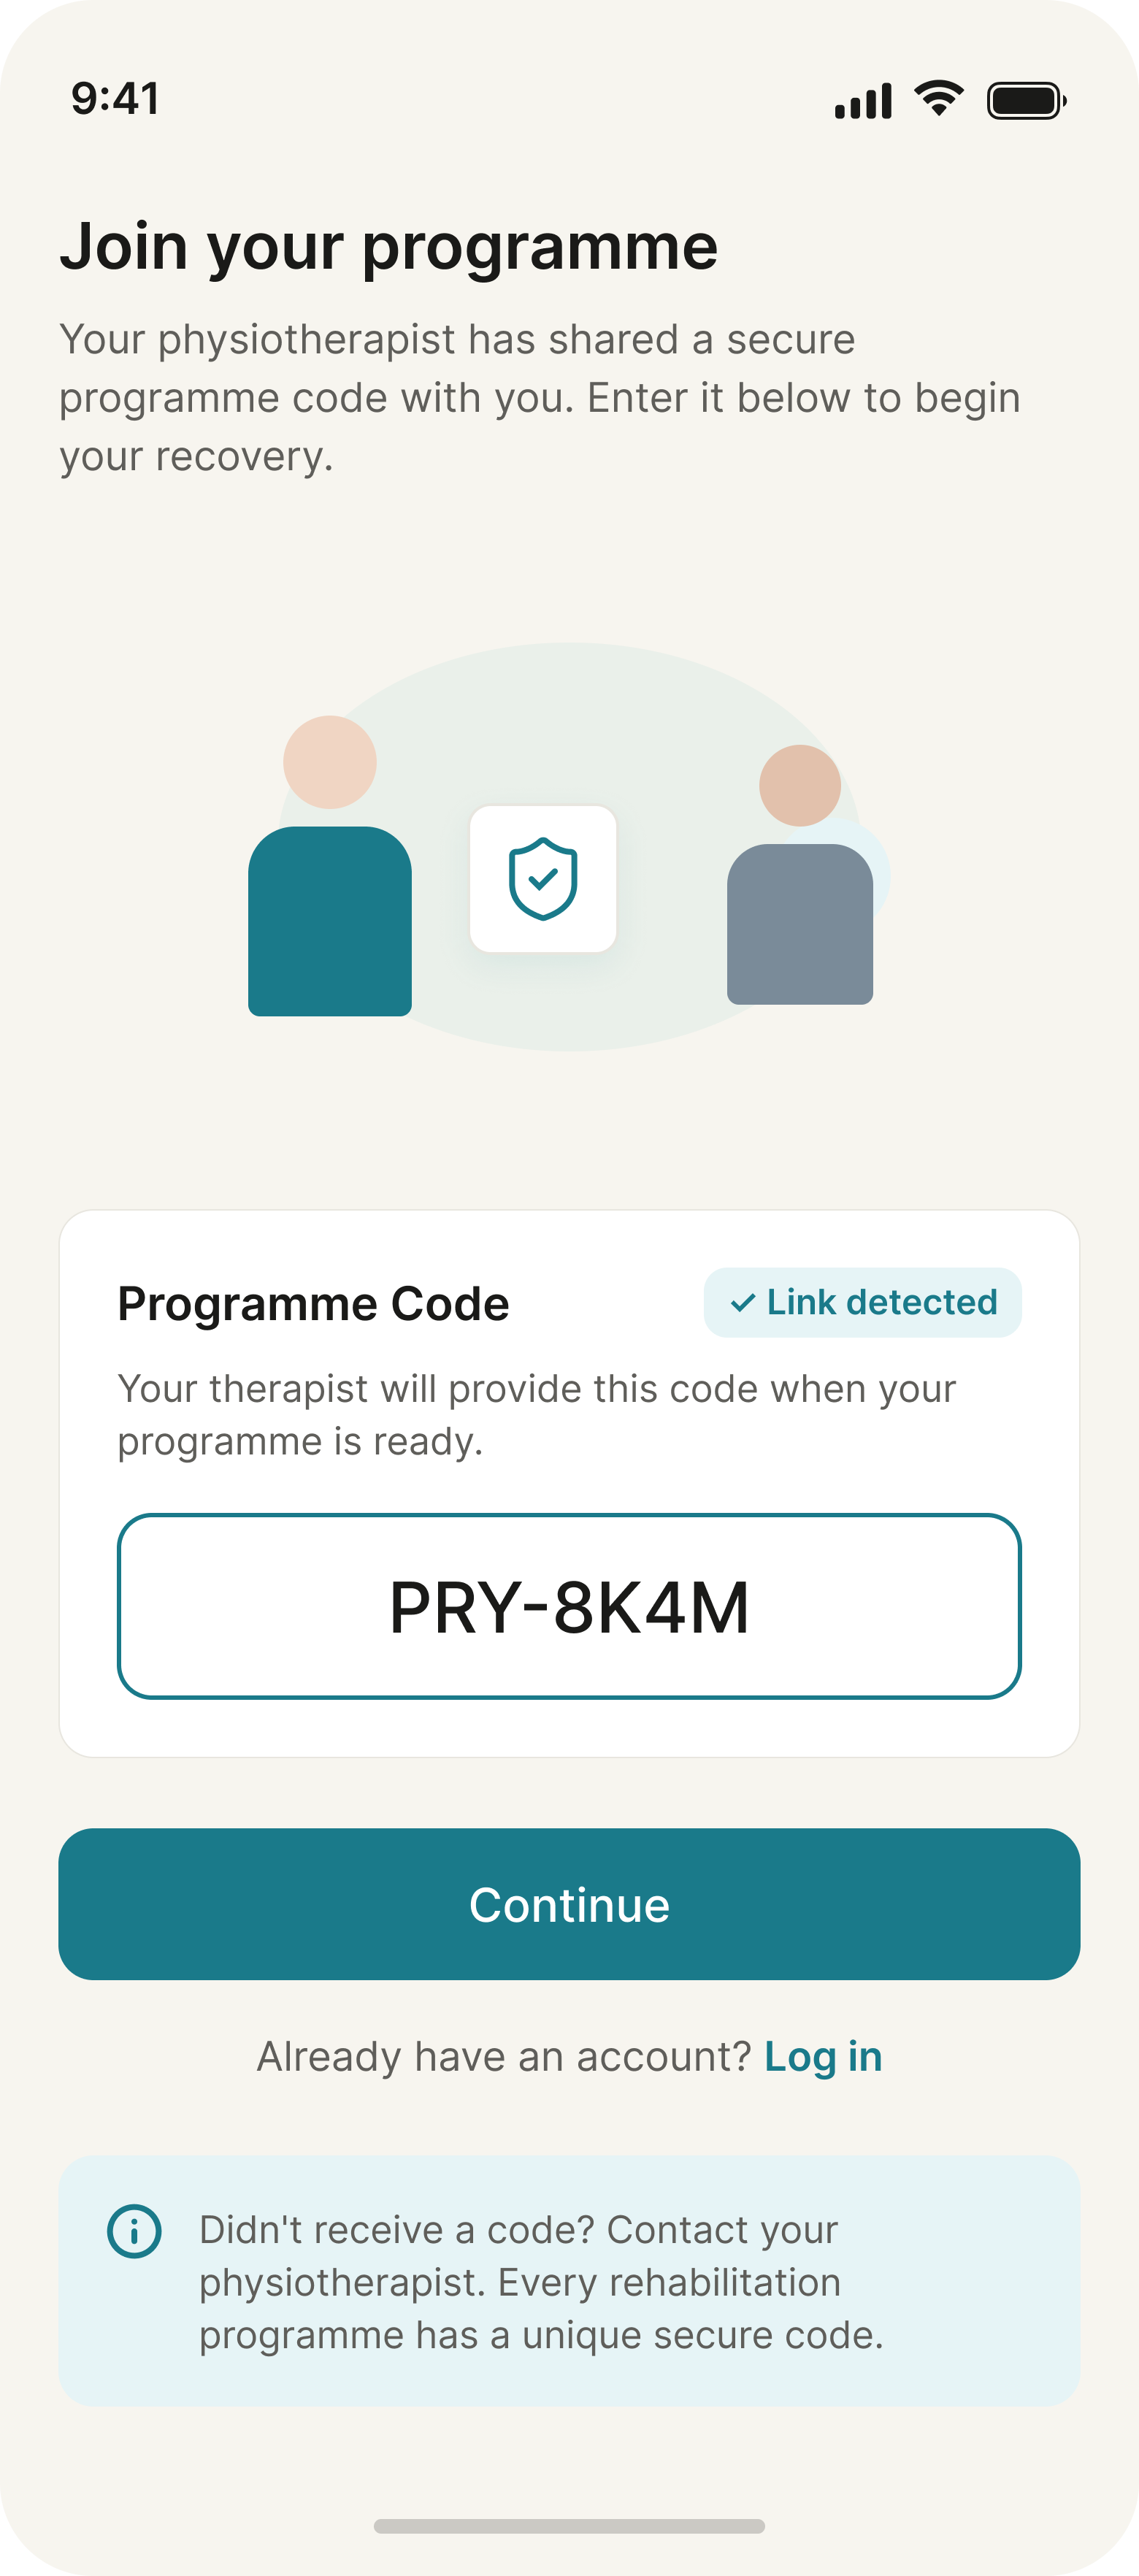 9:41
Join your programme
Your physiotherapist has shared a secure
programme code with you. Enter it below to begin
your recovery.
Programme Code
Link detected
Your therapist will provide this code when your
programme is ready.
PRY-8K4M
Continue
Already have an account? Log in
Didn't receive a code? Contact your
physiotherapist. Every rehabilitation
programme has a unique secure code.